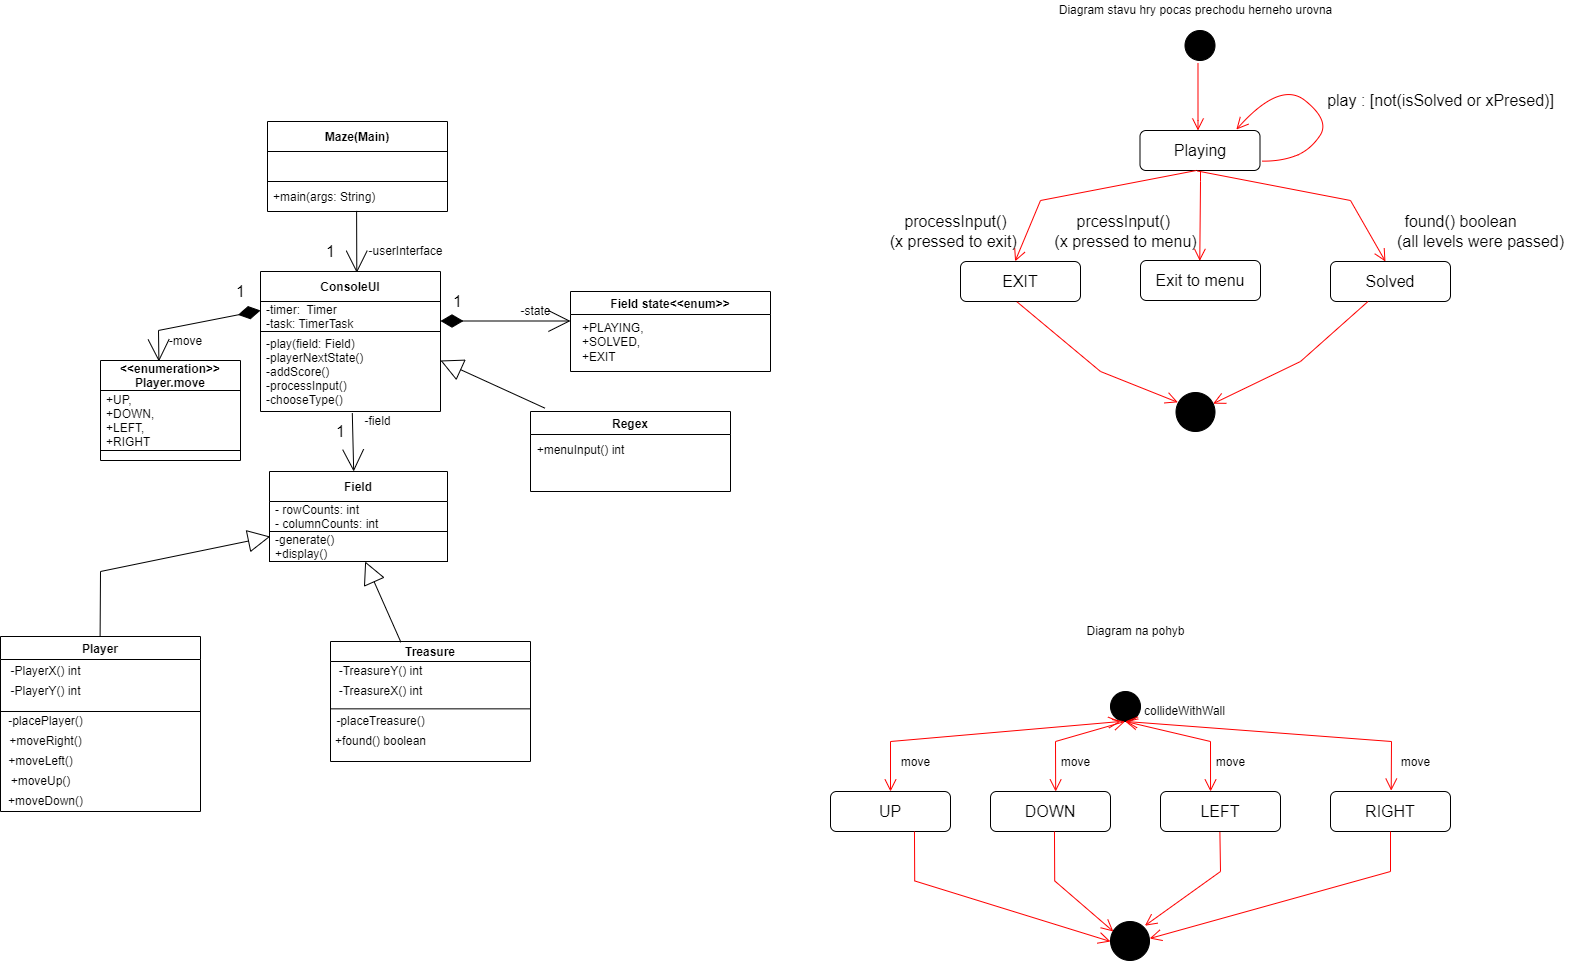 Diagram stavu hry pocas prechodu herneho urovna
play : [not(isSolved or xPresed)]
Playing
processInput()
(x pressed to exit)
prcessInput()
(x pressed to menu)
found() boolean
(all levels were passed)
EXIT
Exit to menu
Solved
Maze(Main)
+main(args: String)
1
-userInterface
ConsoleUI
-timer:  Timer
-task: TimerTask
-play(field: Field)
-playerNextState()
-addScore()
-processInput()
-chooseType()
1
-move
<<enumeration>>
Player.move
+UP,
+DOWN,
+LEFT,
+RIGHT
1
-state
Field state<<enum>>
+PLAYING,
+SOLVED,
+EXIT
Regex
+menuInput() int
1
-field
Field
- rowCounts: int
- columnCounts: int
-generate()
+display()
Player
-PlayerX() int
-PlayerY() int
-placePlayer()
+moveRight()
+moveLeft()
+moveUp()
+moveDown()
Treasure
-TreasureY() int
-TreasureX() int
-placeTreasure()
+found() boolean
Diagram na pohyb
collideWithWall
move
move
move
move
UP
DOWN
LEFT
RIGHT